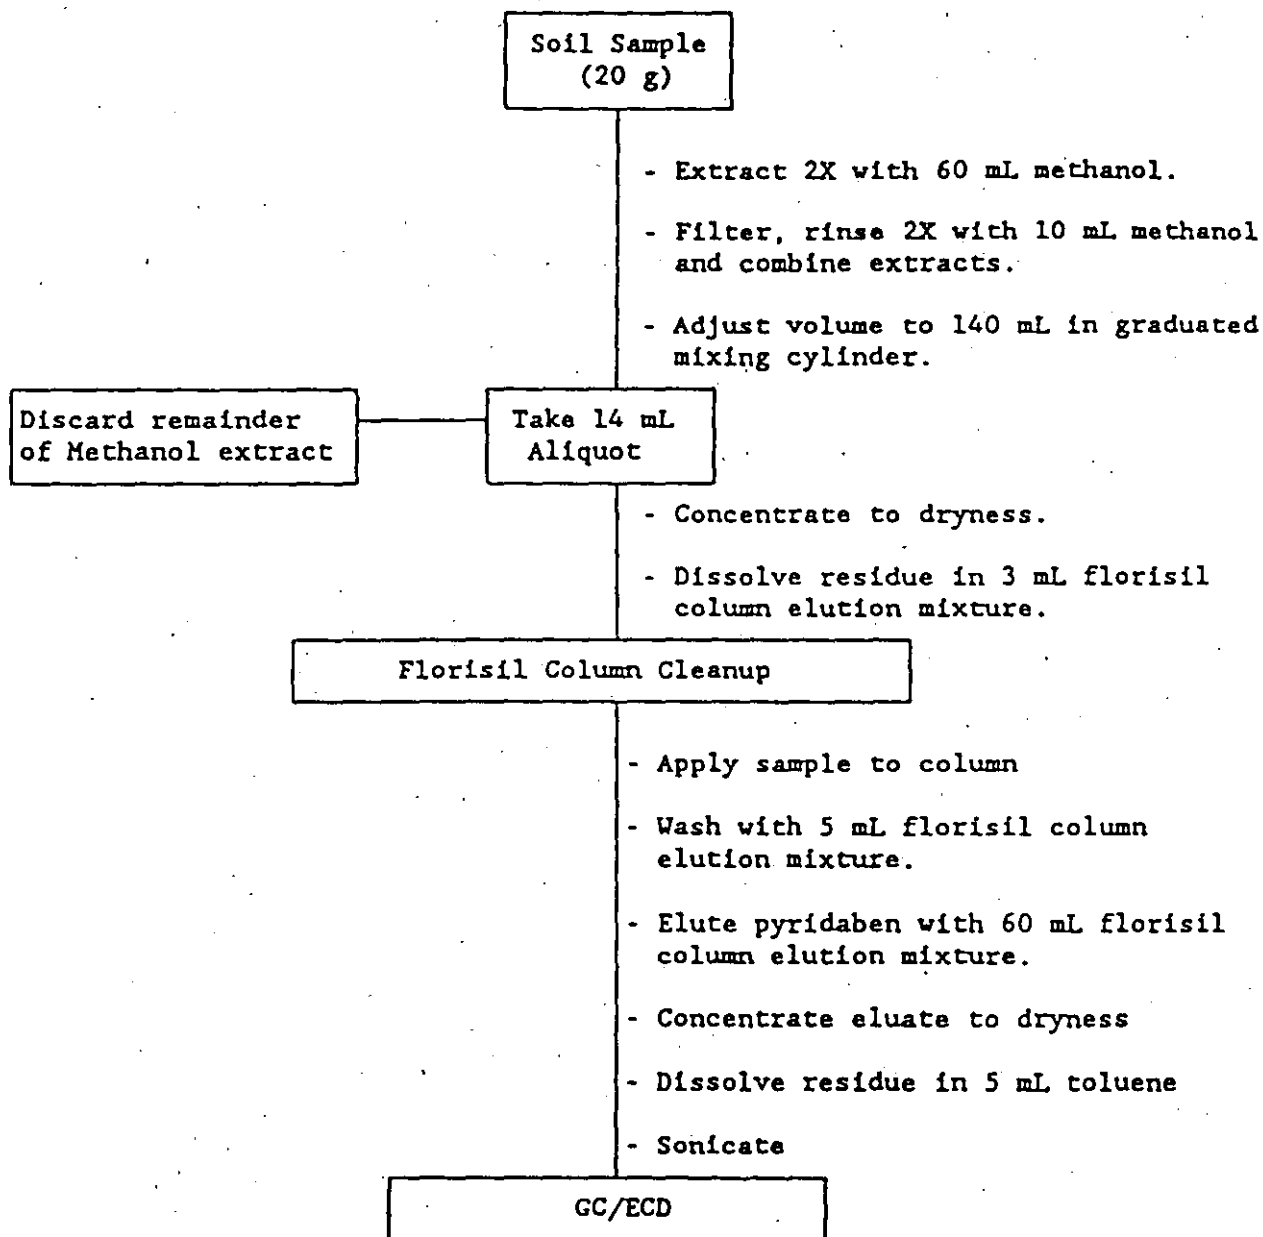 Soil Sample
(20 g)
- Extract 2X with 60 mL methanol.
- Filter, rinse 2X with 10 mL methanol
and combine extracts.
- Adjust volume to 140 mL in graduated
mixing cylinder.
Discard remainder
of Methanol extract
Take 14 mL
Aliquot
- Concentrate to dryness.
- Dissolve residue in 3 mL florisil
column elution mixture.
Florisil Column Cleanup
- Apply sample to column
- Wash with 5 mL florisil column
elution mixture.
- Elute pyridaben with 60 mL florisil
column elution mixture.
- Concentrate eluate to dryness
- Dissolve residue in 5 mL toluene
- Sonicate
GC/ECD